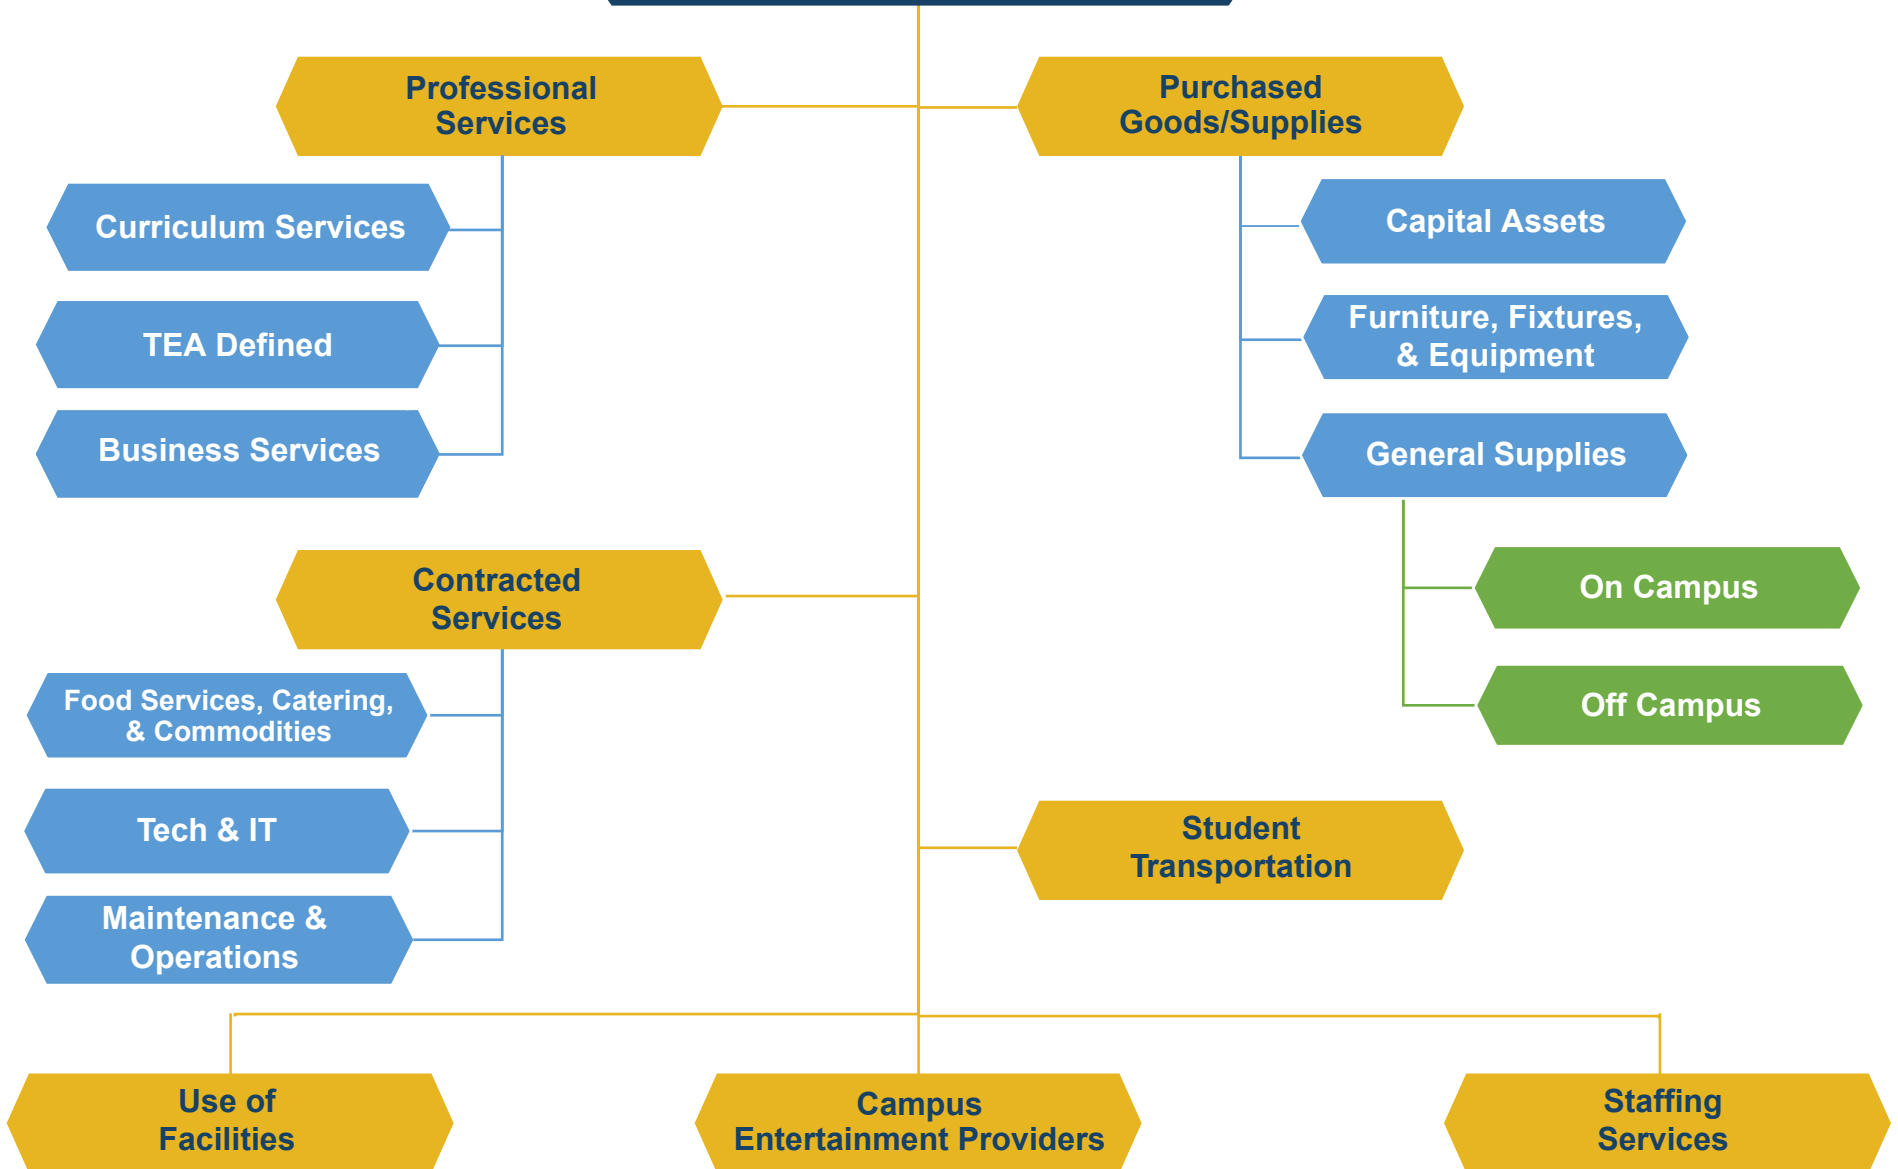 Professional
Services
Purchased
Goods/Supplies
Curriculum Services
TEA Defined
Business Services
Capital Assets
Furniture, Fixtures,
& Equipment
General Supplies
On Campus
Off Campus
Contracted
Services
Food Services, Catering,
& Commodities
Tech & IT
Maintenance &
Operations
Student
Transportation
Use of
Facilities
Campus
Entertainment Providers
Staffing
Services